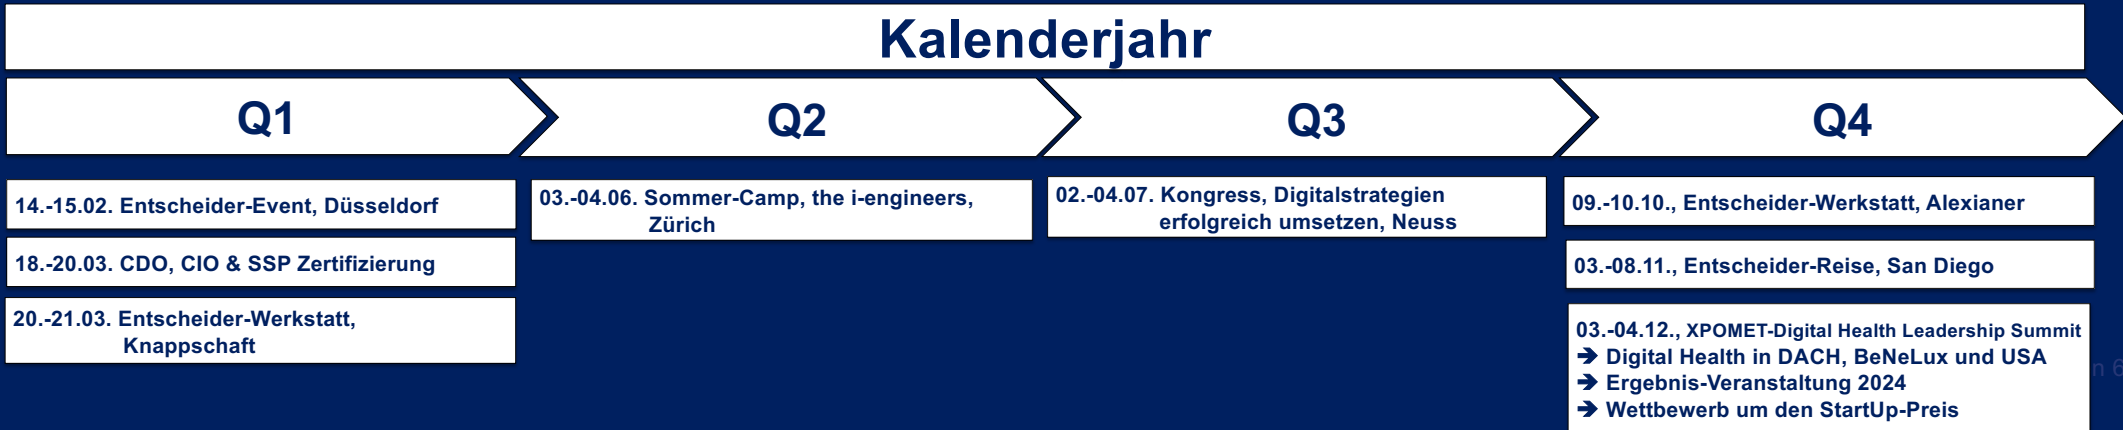 Kalenderjahr
Q1
Q2
Q3
Q4
14.-15.02. Entscheider-Event, Düsseldorf
18.-20.03. CDO, CIO & SSP Zertifizierung
20.-21.03. Entscheider-Werkstatt,
Knappschaft
03.-04.06. Sommer-Camp, the i-engineers,
Zürich
02.-04.07. Kongress, Digitalstrategien
erfolgreich umsetzen, Neuss
09.-10.10., Entscheider-Werkstatt, Alexianer
03.-08.11., Entscheider-Reise, San Diego
03.-04.12., XPOMET-Digital Health Leadership Summit
➔ Digital Health in DACH, BeNeLux und USA
➔ Ergebnis-Veranstaltung 2024
➔ Wettbewerb um den StartUp-Preis